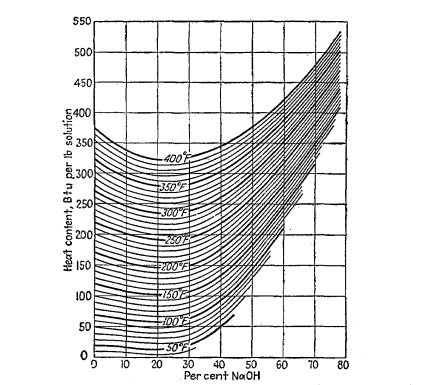 550
500
450
400
350
300
250
200
150
100
50
0
Heat content, Btu per lb solution
400°F
350°F
300°F
250°F
200°F
150°F
100°F
50°F
0 10 20 30 40 50 60 70 80
Per cent NaOH